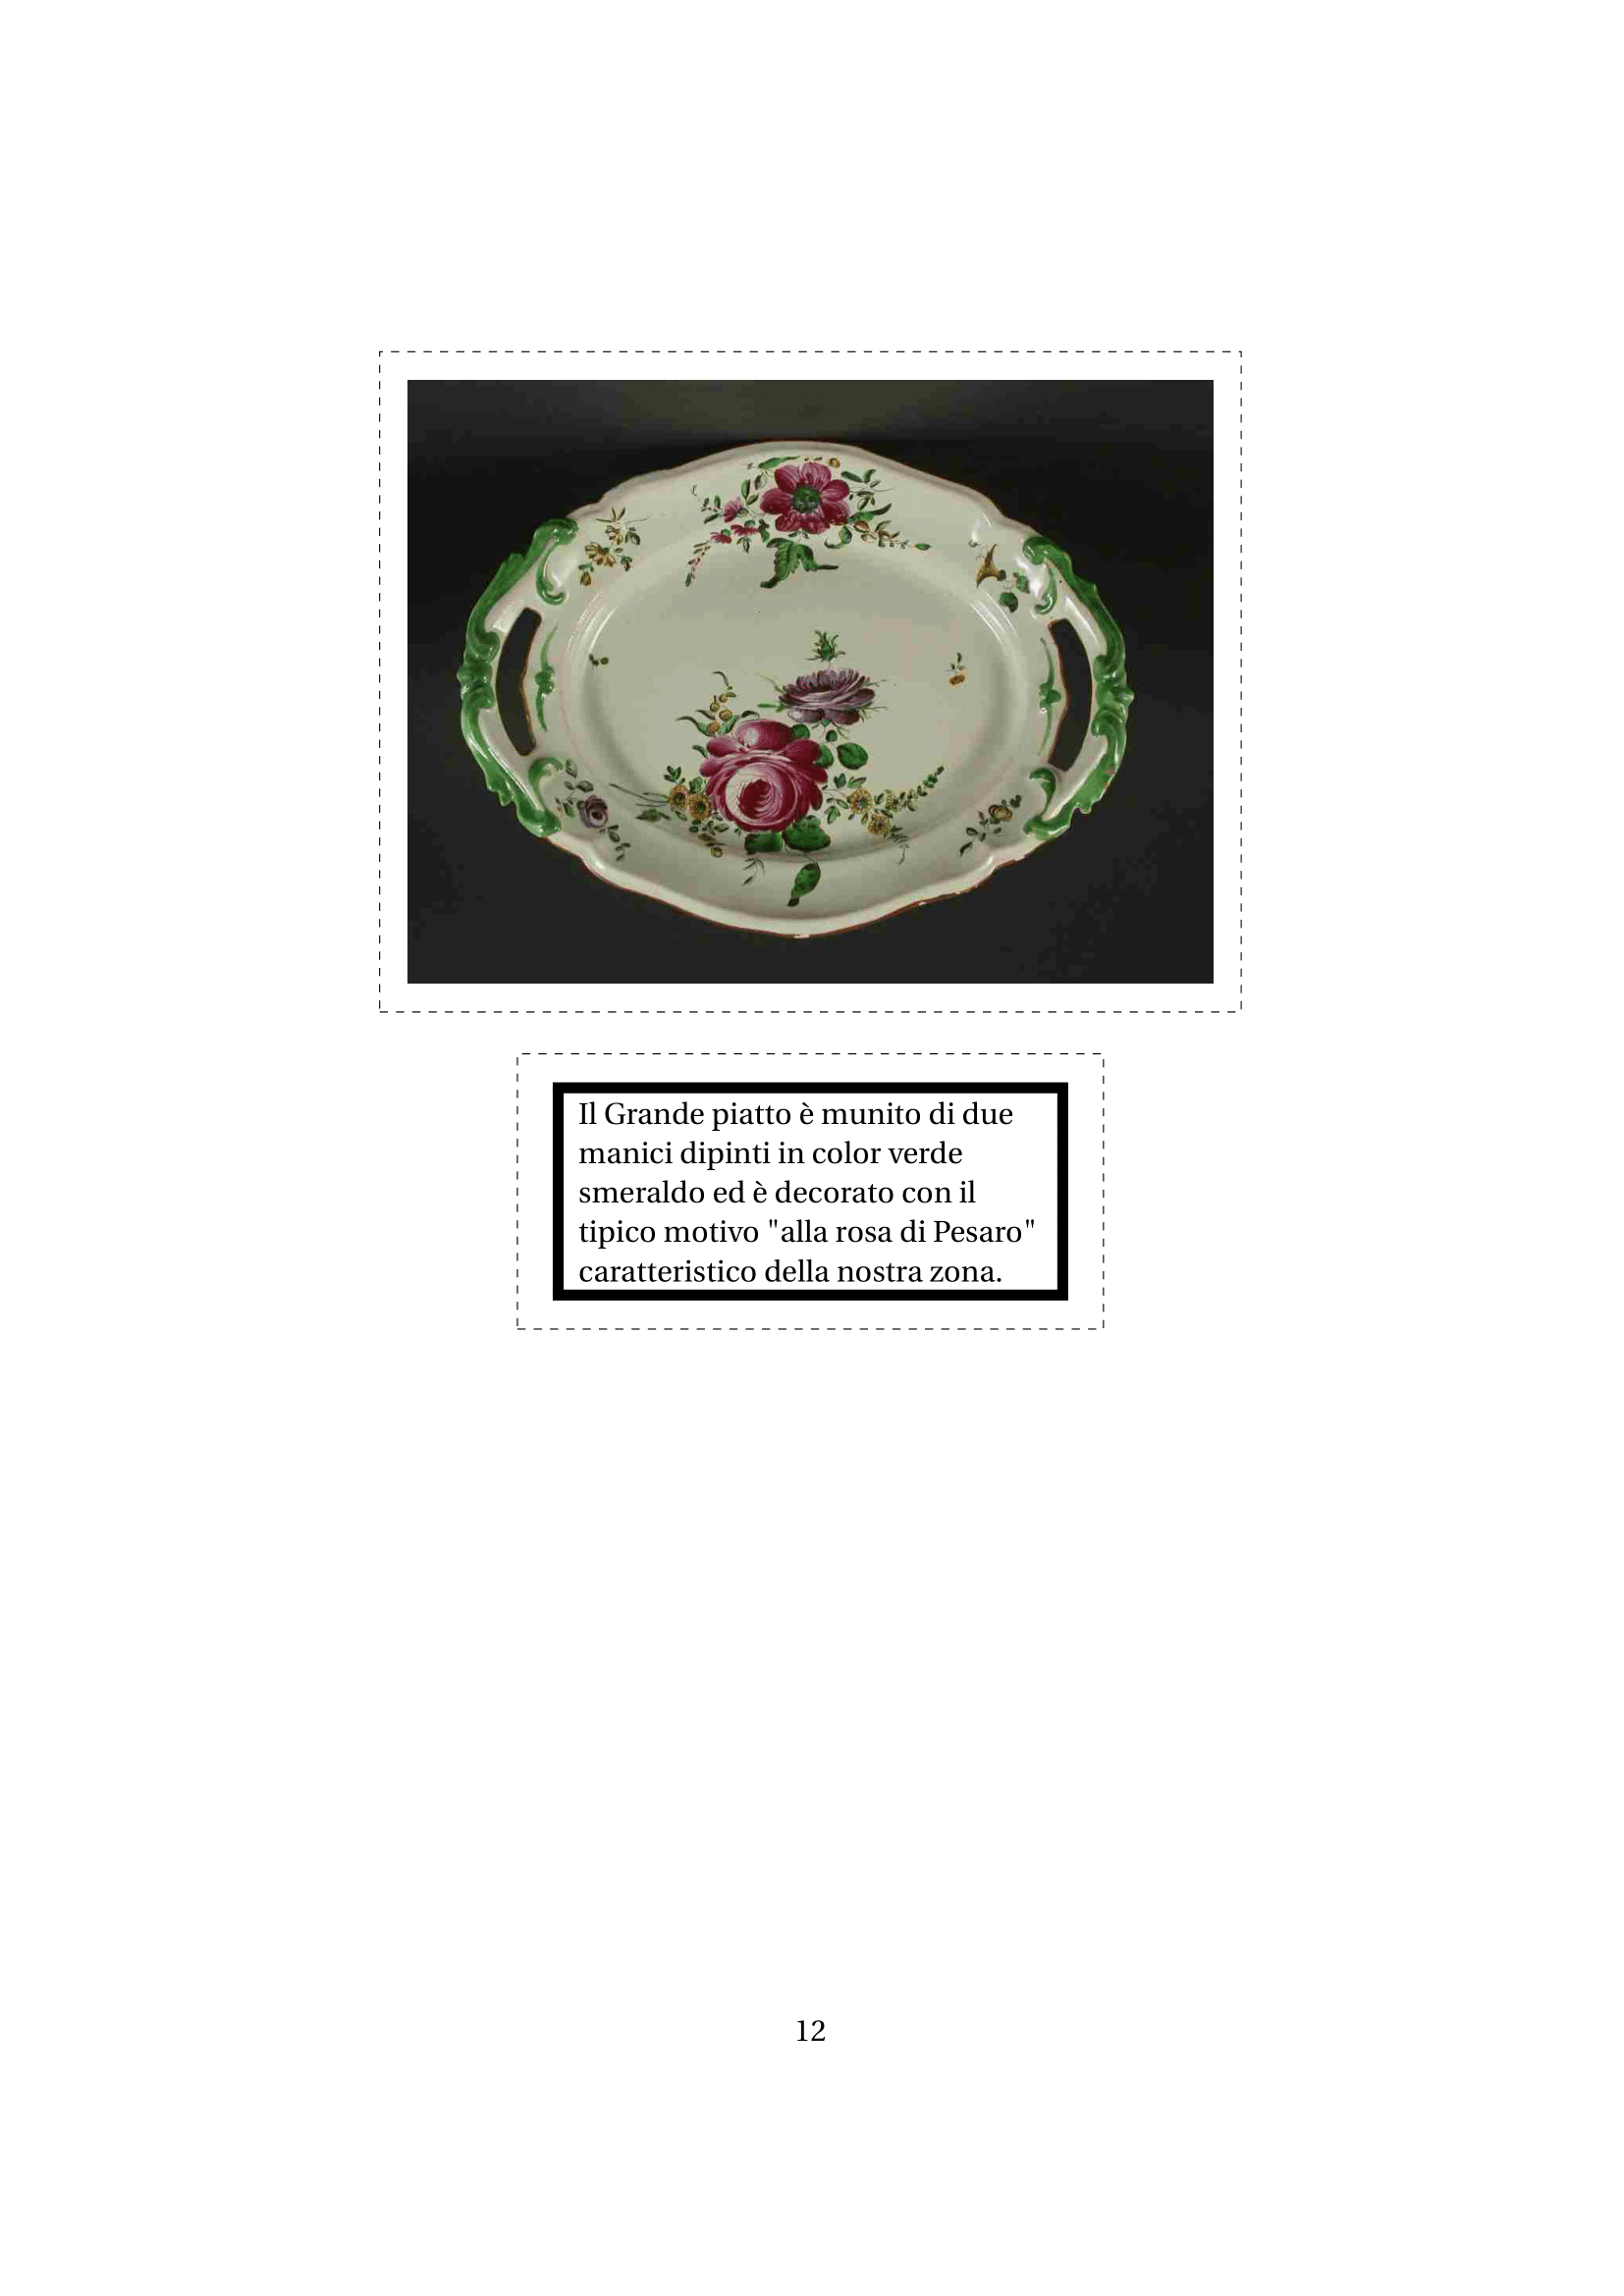 Il Grande piatto è munito di due
manici dipinti in color verde
smeraldo ed è decorato con il
tipico motivo "alla rosa di Pesaro"
caratteristico della nostra zona.
12